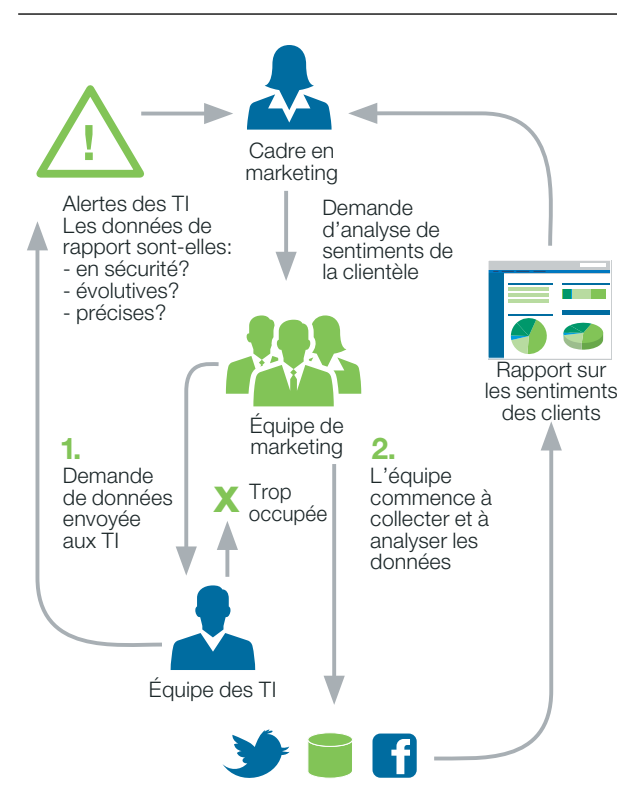 !
Cadre en
marketing
Alertes des TI
Les données de
rapport sont-elles:
- en sécurité?
- évolutives?
- précises?
Demande
d'analyse de
sentiments de
la clientèle
Rapport sur
les sentiments
des clients
Équipe de
marketing
1.
Demande
de données
envoyée
aux TI
X Trop
occupée
2.
L'équipe
commence à
collecter et à
analyser les
données
Équipe des TI
f